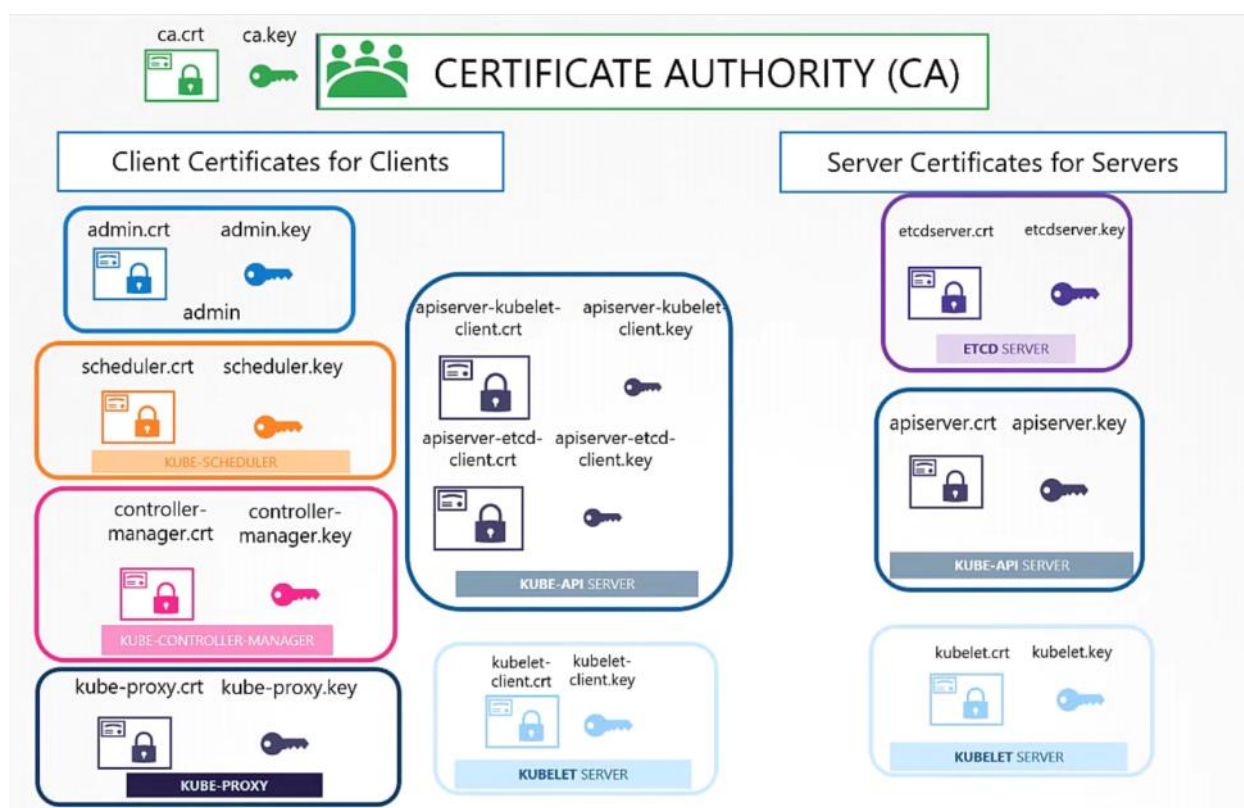 ca.crt ca.key
CERTIFICATE AUTHORITY (CA)
Client Certificates for Clients
admin.crt admin.key
admin
scheduler.crt scheduler.key
KUBE-SCHEDULER
controller-
manager.crt
controller-
manager.key
KUBE-CONTROLLER-MANAGER
kube-proxy.crt kube-proxy.key
KUBE-PROXY
apiserver-kubelet-
client.crt
apiserver-kubelet-
client.key
apiserver-etcd-
client.crt
apiserver-etcd-
client.key
KUBE-API SERVER
kubelet-
client.crt
kubelet-
client.key
KUBELET SERVER
Server Certificates for Servers
etcdserver.crt etcdserver.key
ETCD SERVER
apiserver.crt apiserver.key
KUBE-API SERVER
kubelet.crt kubelet.key
KUBELET SERVER